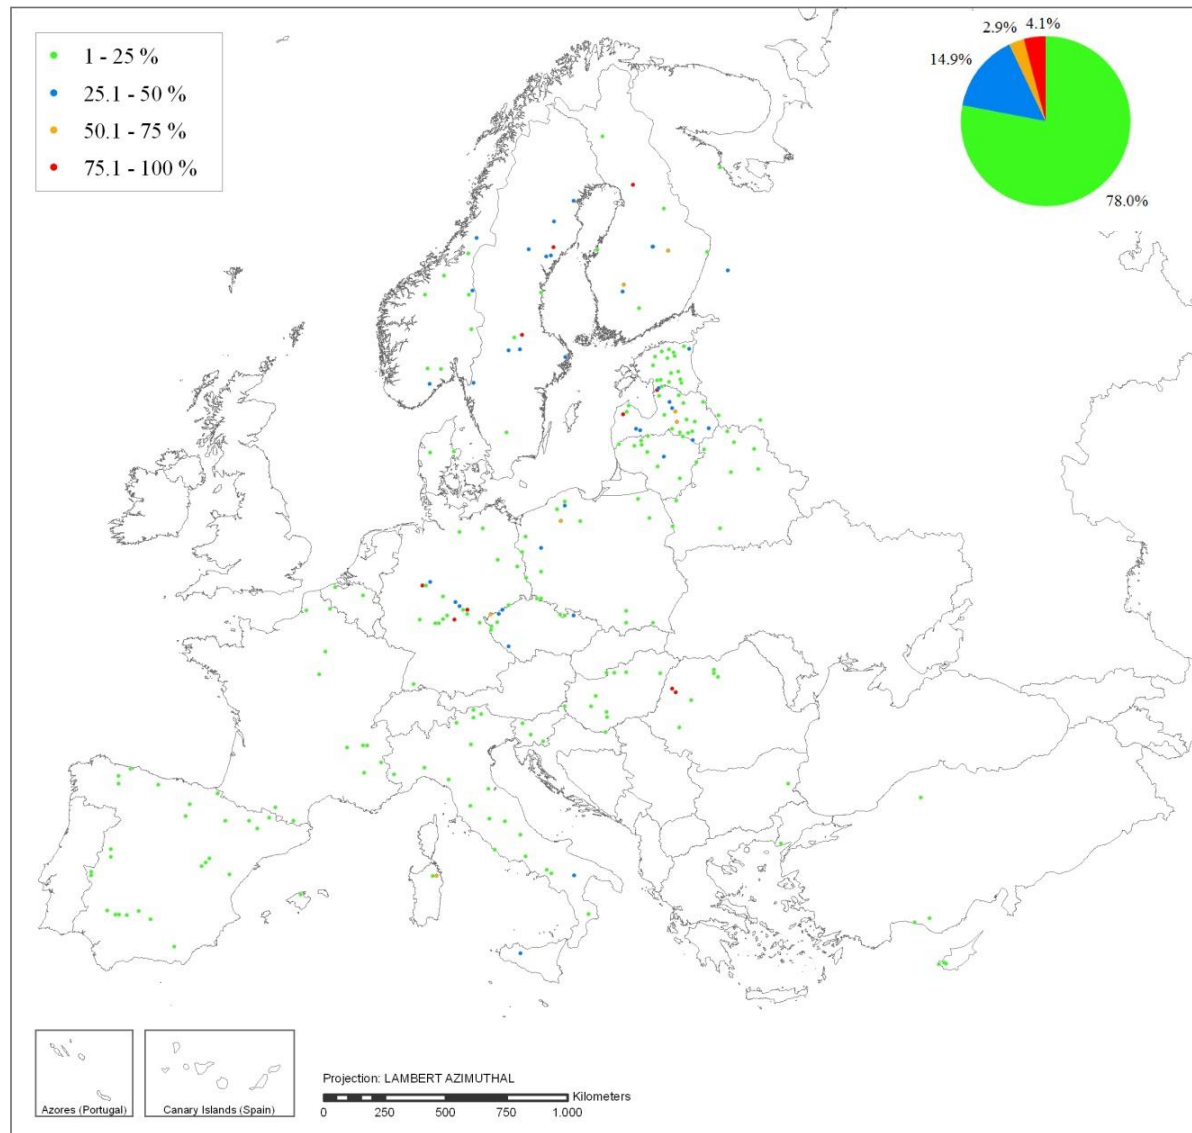 1 - 25 %
25.1 - 50 %
50.1 - 75 %
75.1 - 100 %
2.9%
4.1%
14.9%
78.0%
Azores (Portugal)
Canary Islands (Spain)
Projection: LAMBERT AZIMUTHAL
Kilometers
0 250 500 750 1.000